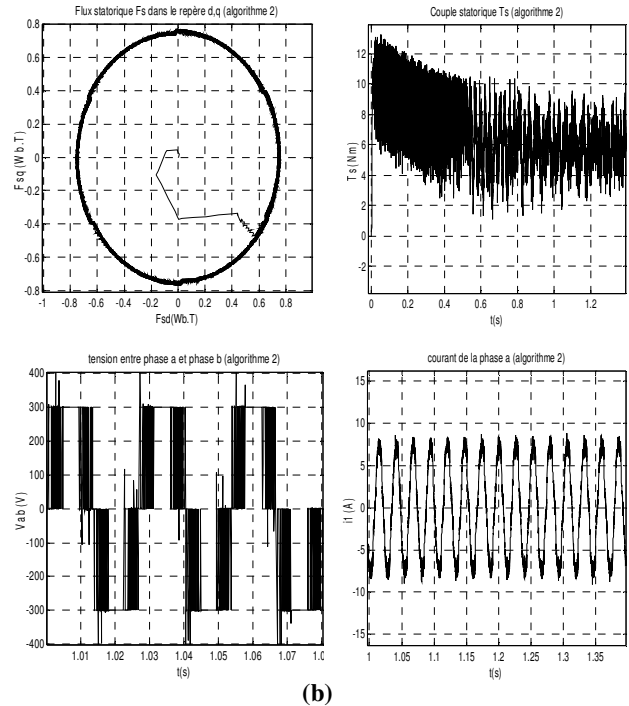 Flux statorique Fs dans le repère d,q (algorithme 2)
0.8
0.6
0.4
0.2
0
-0.2
-0.4
-0.6
-0.8
Fsq (Wb.T)
-1 -0.8 -0.6 -0.4 -0.2 0 0.2 0.4 0.6 0.8
Fsd(Wb.T)
Couple statorique Ts (algorithme 2)
12
10
8
6
4
2
0
-2
Ts (Nm)
0 0.2 0.4 0.6 0.8 1 1.2
t(s)
tension entre phase a et phase b (algorithme 2)
400
300
200
100
0
-100
-200
-300
-400
Vab (V)
1.01 1.02 1.03 1.04 1.05 1.06 1.07 1.0
t(s)
courant de la phase a (algorithme 2)
15
10
5
0
-5
-10
-15
i1 (A)
1 1.05 1.1 1.15 1.2 1.25 1.3 1.35
t(s)
(b)